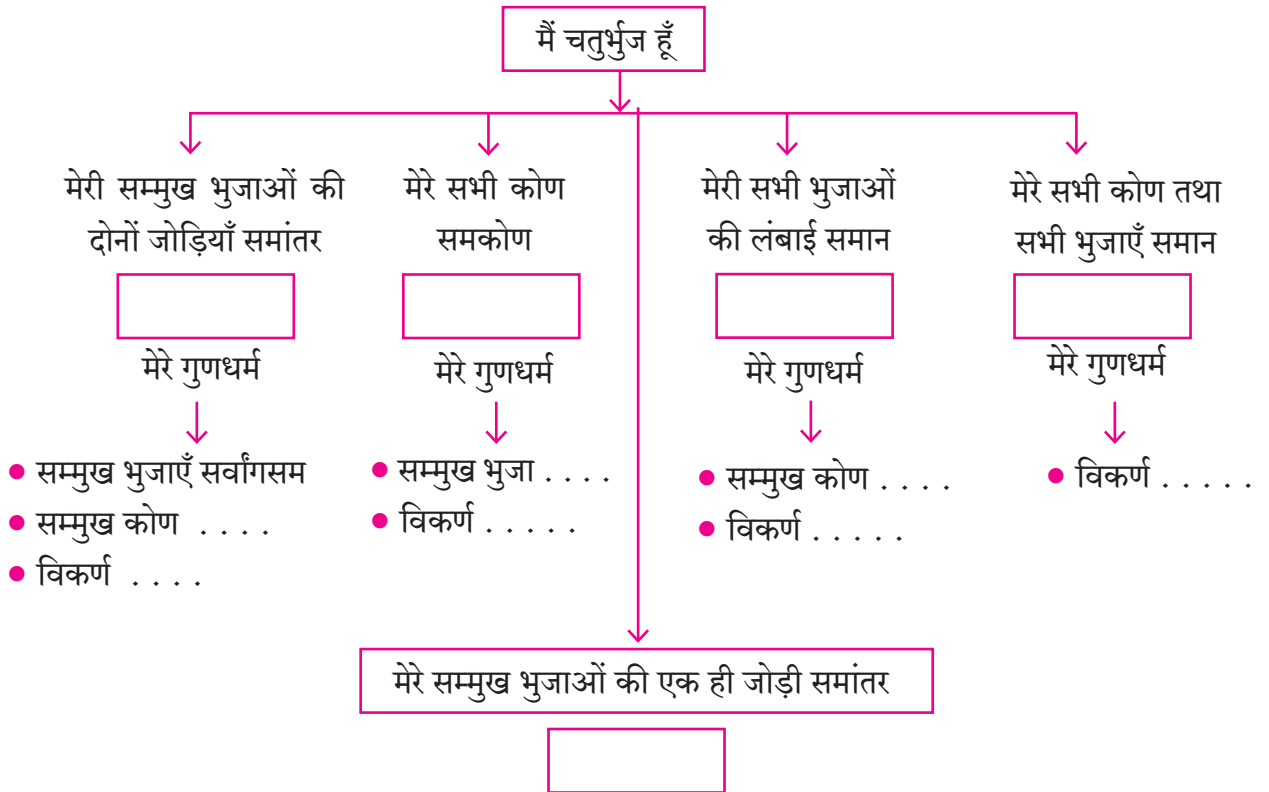 मैं चतुर्भुज हूँ
मेरी सम्मुख भुजाओं की
दोनों जोड़ियाँ समांतर
मेरे गुणधर्म
• सम्मुख भुजाएँ सर्वांगसम
• सम्मुख कोण . . . .
• विकर्ण . . . .
मेरे सभी कोण
समकोण
मेरे गुणधर्म
• सम्मुख भुजा . . . .
• विकर्ण . . . . .
मेरी सभी भुजाओं
की लंबाई समान
मेरे गुणधर्म
• सम्मुख कोण . . . .
• विकर्ण . . . . .
मेरे सभी कोण तथा
सभी भुजाएँ समान
मेरे गुणधर्म
• विकर्ण . . . . .
मेरे सम्मुख भुजाओं की एक ही जोड़ी समांतर